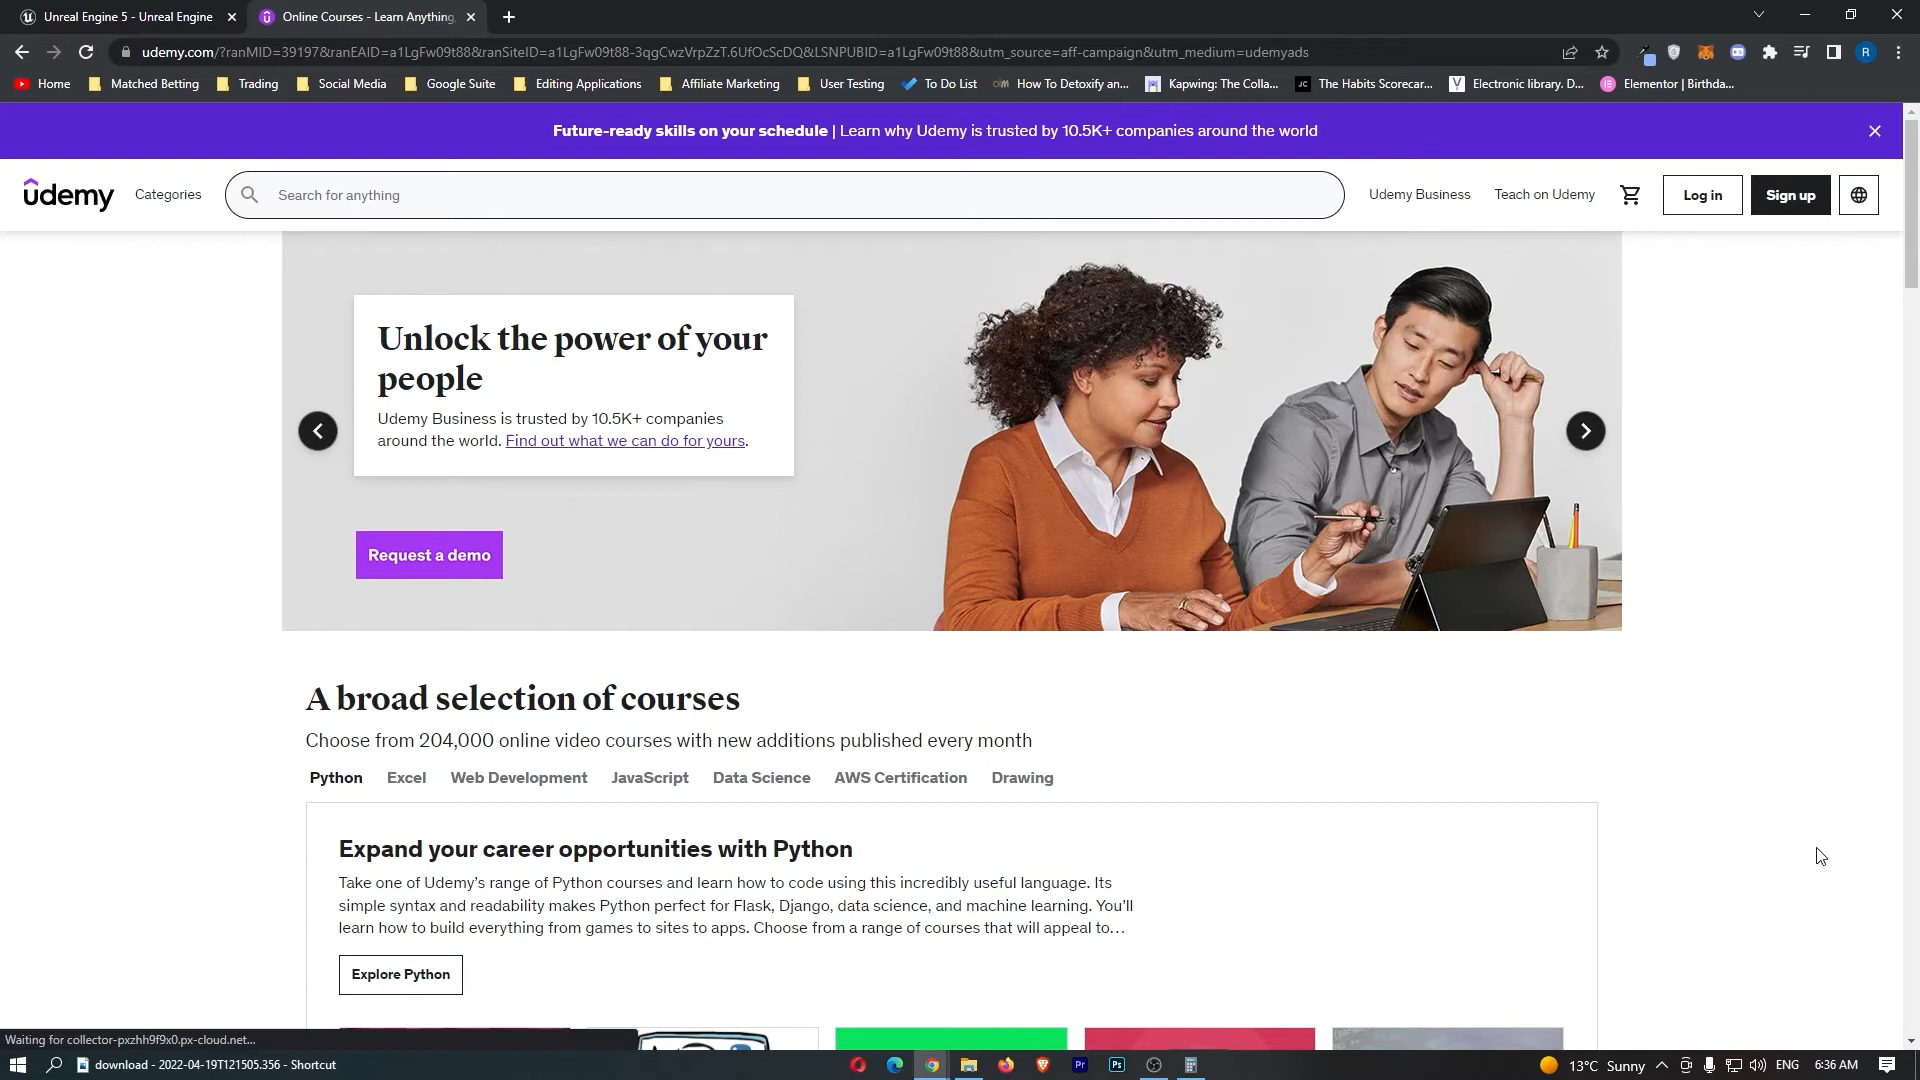 Unreal Engine 5 - Unreal Engine
Online Courses - Learn Anything,
udemy.com/?ranMID=39197&ranEAID=a1LgFw09t88&ranSiteID=a1LgFw09t88-3qgCwzVrpZzT.6UfOcScDQ&LSNPUBID=a1LgFw09t88&utm_source=aff-campaign&utm_medium=udemyads
R
Home
Matched Betting
Trading
Social Media
Google Suite
Editing Applications
Affiliate Marketing
User Testing
To Do List
How To Detoxify an...
Kapwing: The Colla...
JC
The Habits Scorecar...
Electronic library. D...
Elementor | Birthda...
Future-ready skills on your schedule | Learn why Udemy is trusted by 10.5K+ companies around the world
udemy
Categories
Search for anything
Udemy Business
Teach on Udemy
Log in
Sign up
Unlock the power of your
people
Udemy Business is trusted by 10.5K+ companies
around the world. Find out what we can do for yours.
Request a demo
A broad selection of courses
Choose from 204,000 online video courses with new additions published every month
Python
Excel
Web Development
JavaScript
Data Science
AWS Certification
Drawing
Expand your career opportunities with Python
Take one of Udemy’s range of Python courses and learn how to code using this incredibly useful language. Its
simple syntax and readability makes Python perfect for Flask, Django, data science, and machine learning. You’ll
learn how to build everything from games to sites to apps. Choose from a range of courses that will appeal to…
Explore Python
Waiting for collector-pxzhh9f9x0.px-cloud.net...
download - 2022-04-19T121505.356 - Shortcut
Pr
Ps
13°C Sunny
ENG
6:36 AM